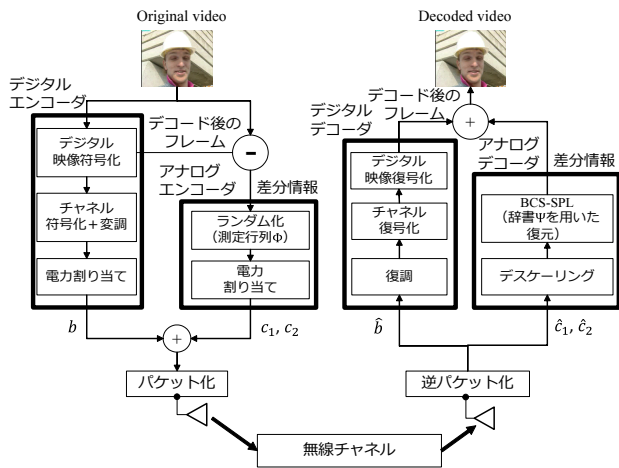 Original video
デジタル
エンコーダ
デジタル
映像符号化
チャネル
符号化＋変調
電力割り当て
デコード後の
フレーム
−
アナログ
エンコーダ
差分情報
ランダム化
（測定行列Φ）
電力
割り当て
b
c₁, c₂
+
パケット化
無線チャネル
Decoded video
デジタル
デコーダ
デコード後の
フレーム
+
アナログ
デコーダ
差分情報
デジタル
映像復号化
チャネル
復号化
復調
BCS-SPL
（辞書Ψを用いた
復元）
デスケーリング
b̂
ĉ₁, ĉ₂
逆パケット化